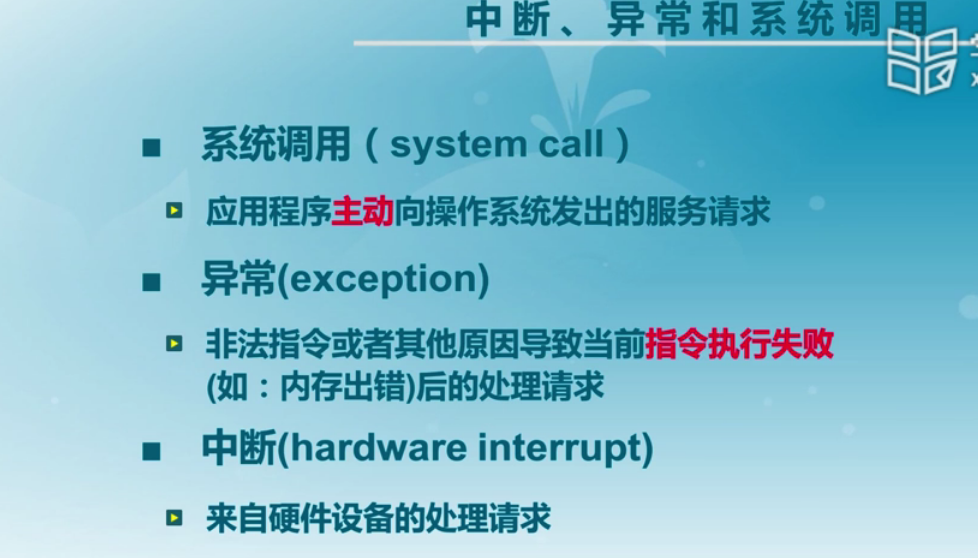 中断、异常和系统调用
系统调用（system call）
应用程序主动向操作系统发出的服务请求
异常(exception)
非法指令或者其他原因导致当前指令执行失败
(如：内存出错)后的处理请求
中断(hardware interrupt)
来自硬件设备的处理请求